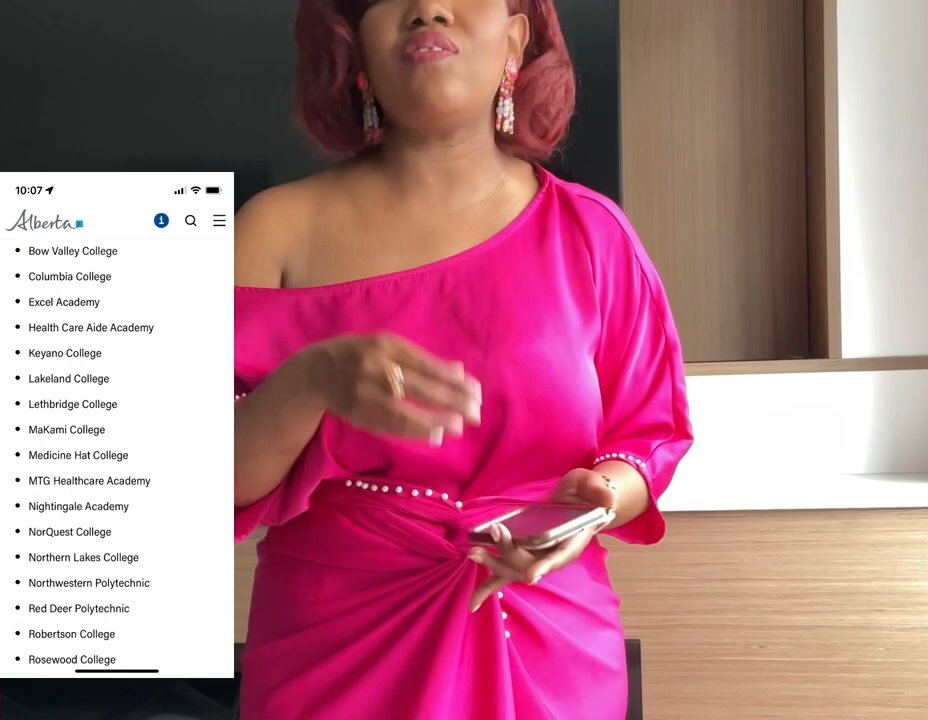 10:07
Alberta
Bow Valley College
Columbia College
Excel Academy
Health Care Aide Academy
Keyano College
Lakeland College
Lethbridge College
MaKami College
Medicine Hat College
MTG Healthcare Academy
Nightingale Academy
NorQuest College
Northern Lakes College
Northwestern Polytechnic
Red Deer Polytechnic
Robertson College
Rosewood College